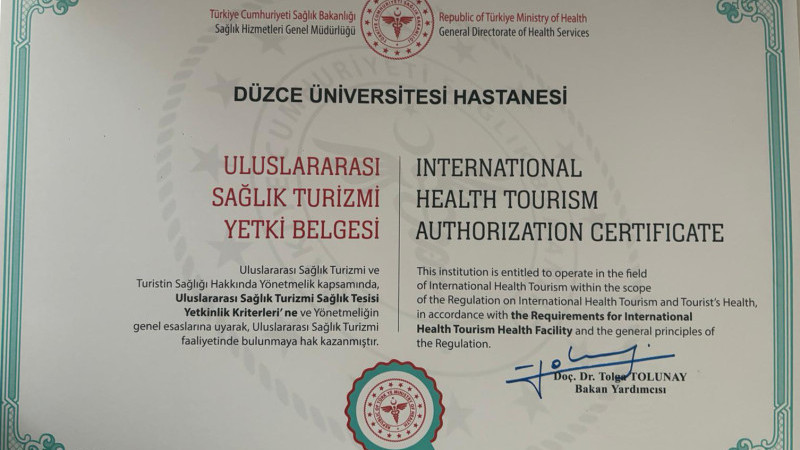 Türkiye Cumhuriyeti Sağlık Bakanlığı
Sağlık Hizmetleri Genel Müdürlüğü
Republic of Türkiye Ministry of Health
General Directorate of Health Services
DÜZCE ÜNİVERSİTESİ HASTANESİ
ULUSLARARASI
SAĞLIK TURİZMİ
YETKİ BELGESİ
INTERNATIONAL
HEALTH TOURISM
AUTHORIZATION CERTIFICATE
Uluslararası Sağlık Turizmi ve
Turistin Sağlığı Hakkında Yönetmelik kapsamında,
Uluslararası Sağlık Turizmi Sağlık Tesisi
Yetkinlik Kriterleri' ne ve Yönetmeliğin
genel esaslarına uyarak, Uluslararası Sağlık Turizmi
faaliyetinde bulunmaya hak kazanmıştır.
This institution is entitled to operate in the field
of International Health Tourism within the scope
of the Regulation on International Health Tourism and Tourist's Health,
in accordance with the Requirements for International
Health Tourism Health Facility and the general principles of
the Regulation.
Doç. Dr. Tolga TOLUNAY
Bakan Yardımcısı